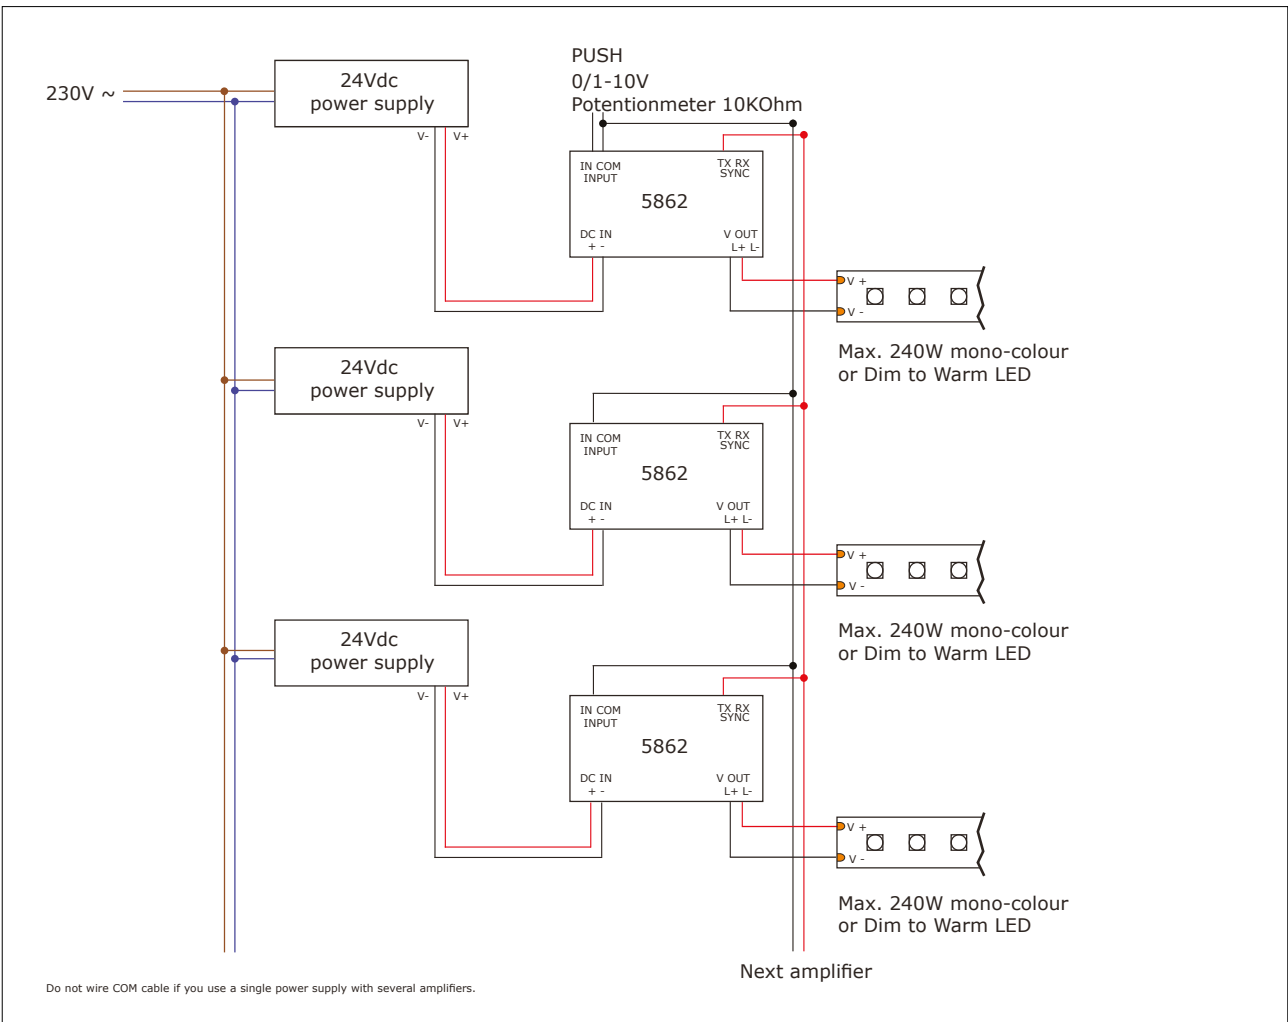 230V ~
24Vdc
power supply
V- V+
PUSH
0/1-10V
Potentionmeter 10KOhm
IN COM
INPUT
TX RX
SYNC
5862
DC IN
+ -
V OUT
L+ L-
V +
V -
Max. 240W mono-colour
or Dim to Warm LED
24Vdc
power supply
V- V+
IN COM
INPUT
TX RX
SYNC
5862
DC IN
+ -
V OUT
L+ L-
V +
V -
Max. 240W mono-colour
or Dim to Warm LED
24Vdc
power supply
V- V+
IN COM
INPUT
TX RX
SYNC
5862
DC IN
+ -
V OUT
L+ L-
V +
V -
Max. 240W mono-colour
or Dim to Warm LED
Next amplifier
Do not wire COM cable if you use a single power supply with several amplifiers.